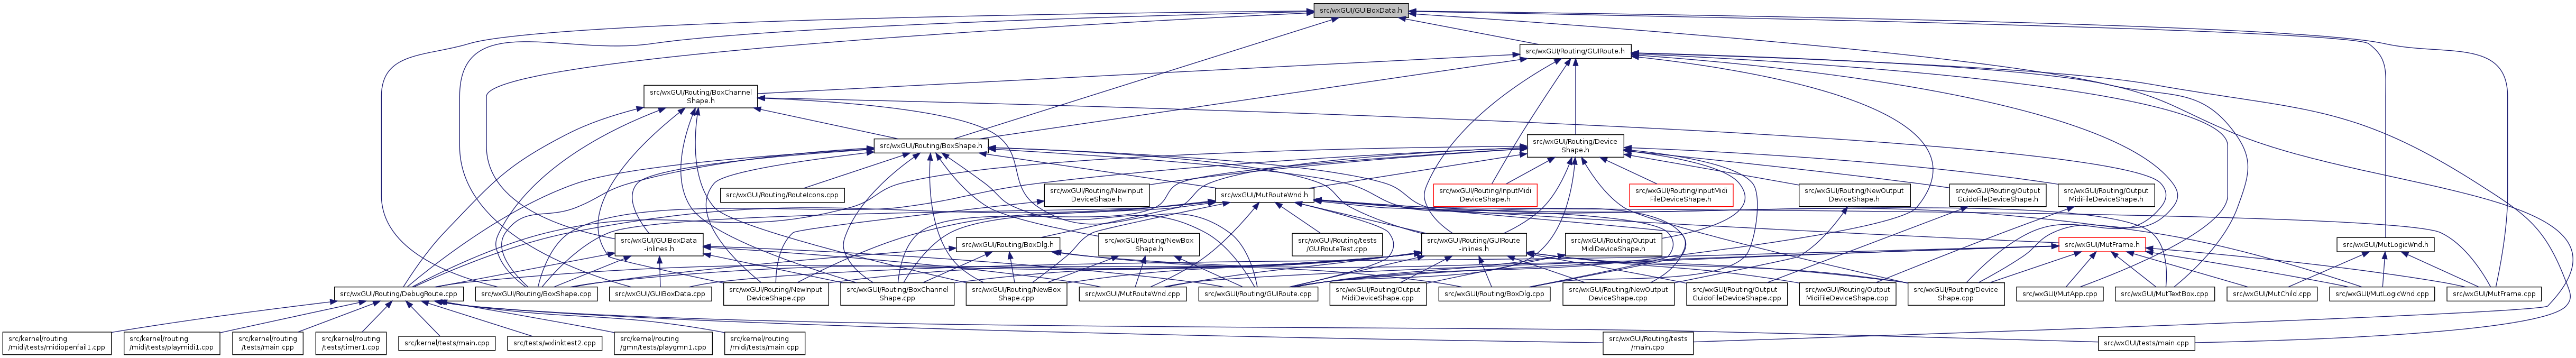 src/wxGUI/GUIBoxData.h
src/wxGUI/Routing/GUIRoute.h
src/wxGUI/Routing/BoxChannel
Shape.h
src/wxGUI/Routing/BoxShape.h
src/wxGUI/Routing/Device
Shape.h
src/wxGUI/Routing/RouteIcons.cpp
src/wxGUI/Routing/NewInput
DeviceShape.h
src/wxGUI/MutRouteWnd.h
src/wxGUI/Routing/InputMidi
DeviceShape.h
src/wxGUI/Routing/InputMidi
FileDeviceShape.h
src/wxGUI/Routing/NewOutput
DeviceShape.h
src/wxGUI/Routing/Output
GuidoFileDeviceShape.h
src/wxGUI/Routing/Output
MidiFileDeviceShape.h
src/wxGUI/GUIBoxData
-inlines.h
src/wxGUI/Routing/BoxDlg.h
src/wxGUI/Routing/NewBox
Shape.h
src/wxGUI/Routing/tests
/GUIRouteTest.cpp
src/wxGUI/Routing/GUIRoute
-inlines.h
src/wxGUI/Routing/Output
MidiDeviceShape.h
src/wxGUI/MutFrame.h
src/wxGUI/MutLogicWnd.h
src/wxGUI/Routing/DebugRoute.cpp
src/wxGUI/Routing/BoxShape.cpp
src/wxGUI/GUIBoxData.cpp
src/wxGUI/Routing/NewInput
DeviceShape.cpp
src/wxGUI/Routing/BoxChannel
Shape.cpp
src/wxGUI/Routing/NewBox
Shape.cpp
src/wxGUI/MutRouteWnd.cpp
src/wxGUI/Routing/GUIRoute.cpp
src/wxGUI/Routing/Output
MidiDeviceShape.cpp
src/wxGUI/Routing/BoxDlg.cpp
src/wxGUI/Routing/NewOutput
DeviceShape.cpp
src/wxGUI/Routing/Output
GuidoFileDeviceShape.cpp
src/wxGUI/Routing/Output
MidiFileDeviceShape.cpp
src/wxGUI/Routing/Device
Shape.cpp
src/wxGUI/MutApp.cpp
src/wxGUI/MutTextBox.cpp
src/wxGUI/MutChild.cpp
src/wxGUI/MutLogicWnd.cpp
src/wxGUI/MutFrame.cpp
src/kernel/routing
/midi/tests/midiopenfail1.cpp
src/kernel/routing
/midi/tests/playmidi1.cpp
src/kernel/routing
/tests/main.cpp
src/kernel/routing
/tests/timer1.cpp
src/kernel/tests/main.cpp
src/tests/wxlinktest2.cpp
src/kernel/routing
/gmn/tests/playgmn1.cpp
src/kernel/routing
/midi/tests/main.cpp
src/wxGUI/Routing/tests
/main.cpp
src/wxGUI/tests/main.cpp